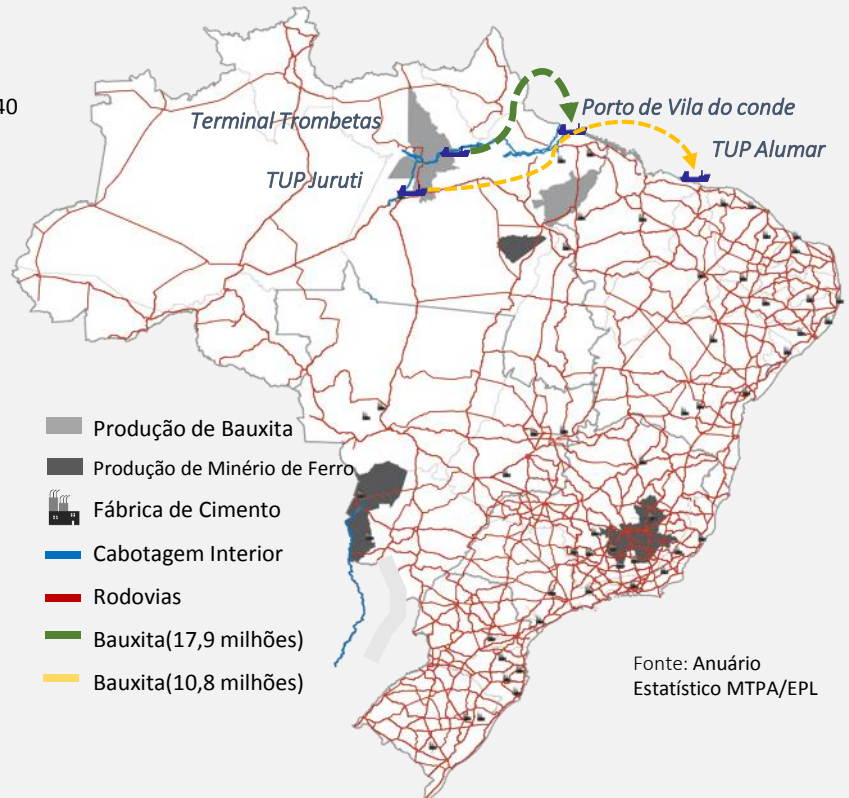 40
Terminal Trombetas
Porto de Vila do conde
TUP Alumar
TUP Juruti
Produção de Bauxita
Produção de Minério de Ferro
Fábrica de Cimento
Cabotagem Interior
Rodovias
Bauxita(17,9 milhões)
Bauxita(10,8 milhões)
Fonte: Anuário
Estatístico MTPA/EPL